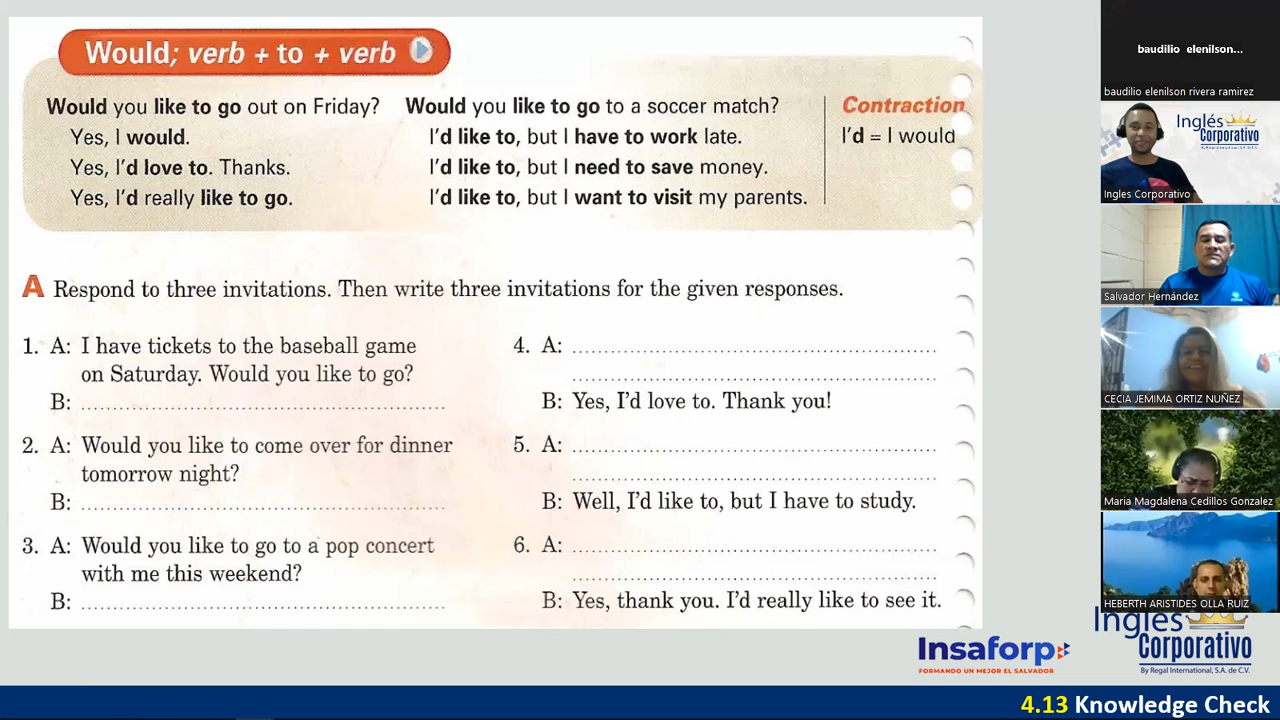 Would; verb + to + verb
Would you like to go out on Friday?
Yes, I would.
Yes, I'd love to. Thanks.
Yes, I'd really like to go.
Would you like to go to a soccer match?
I'd like to, but I have to work late.
I'd like to, but I need to save money.
I'd like to, but I want to visit my parents.
Contraction
I'd = I would
A Respond to three invitations. Then write three invitations for the given responses.
1. A: I have tickets to the baseball game
on Saturday. Would you like to go?
B:
2. A: Would you like to come over for dinner
tomorrow night?
B:
3. A: Would you like to go to a pop concert
with me this weekend?
B:
4. A:
B: Yes, I'd love to. Thank you!
5. A:
B: Well, I'd like to, but I have to study.
6. A:
B: Yes, thank you. I'd really like to see it.
baudilio elenilson...
baudilio elenilson rivera ramirez
Inglés
Corporativo
By Regal International, S.A. de C.V.
Ingles Corporativo
Salvador Hernández
CECIA JEMIMA ORTIZ NUÑEZ
Maria Magdalena Cedillos Gonzalez
HEBERTH ARISTIDES OLLA RUIZ
Insaforp
FORMANDO UN MEJOR EL SALVADOR
Inglés
Corporativo
By Regal International, S.A. de C.V.
4.13 Knowledge Check